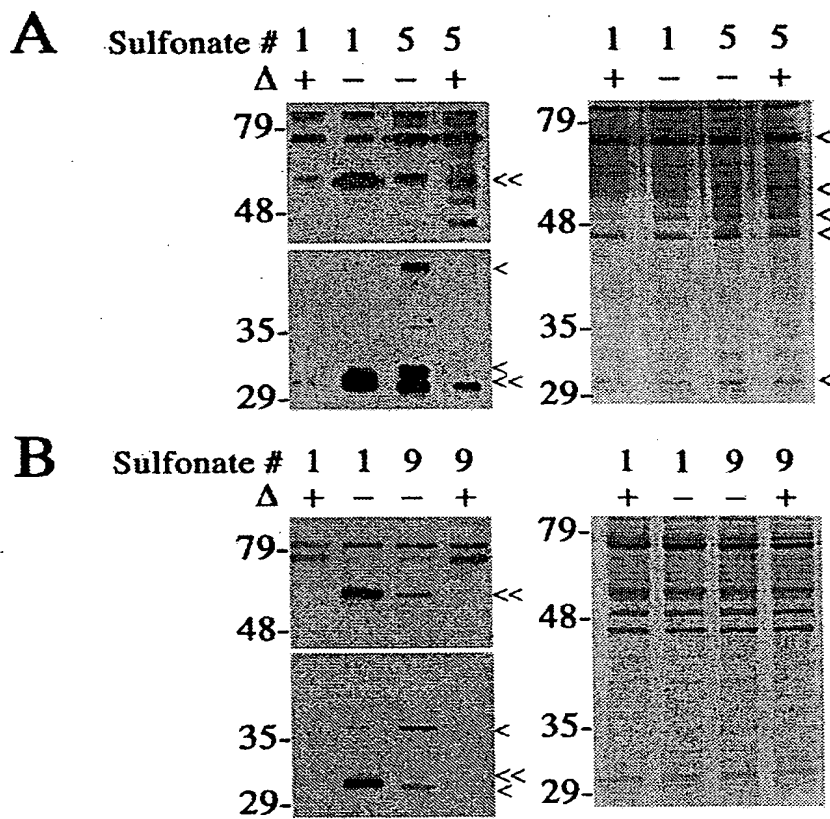 A
Sulfonate # 1 1 5 5
1 1 5 5
Δ + − − +
+ − − +
79-
48-
35-
29-
<<
<
<
<<
79-
48-
35-
29-
<
<
<
<
<
B
Sulfonate # 1 1 9 9
1 1 9 9
Δ + − − +
+ − − +
79-
48-
35-
29-
<<
<
<<
<
79-
48-
35-
29-